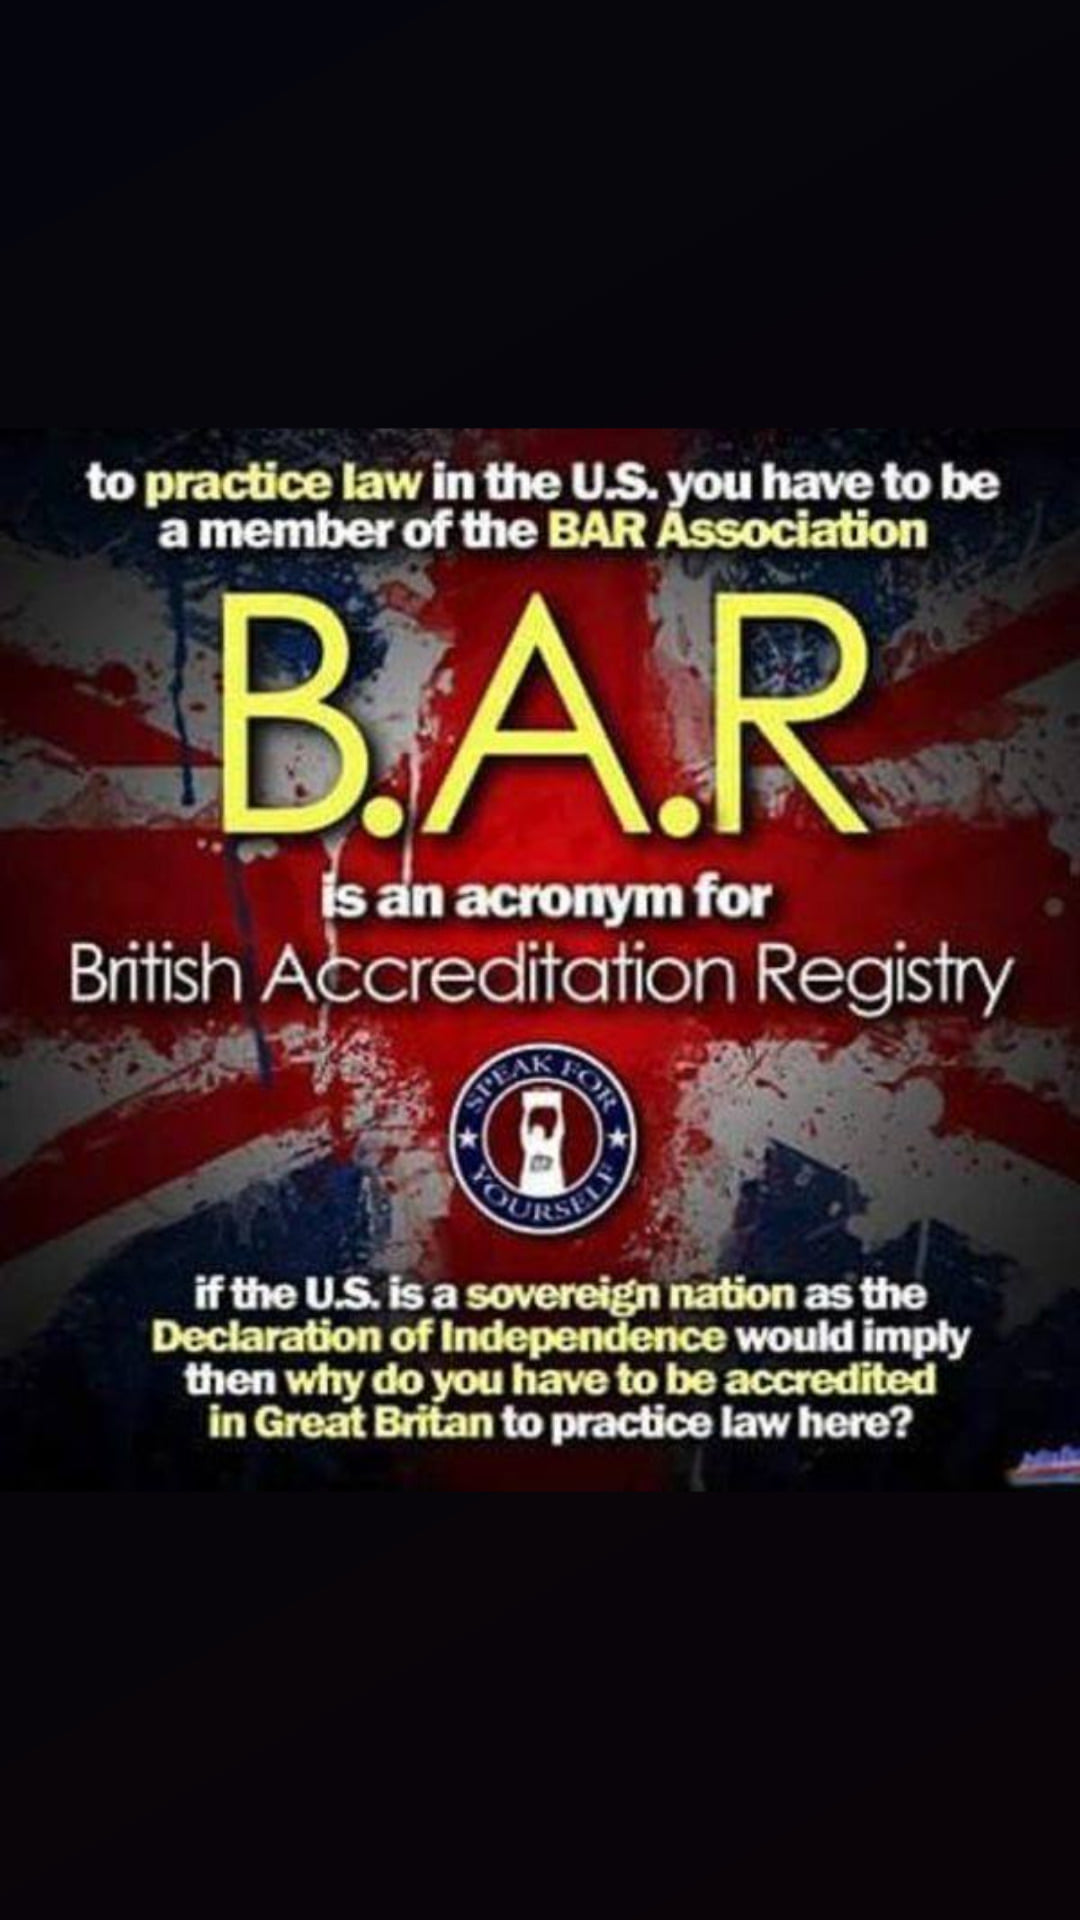 to practice law in the U.S. you have to be
a member of the BAR Association
B.A.R
is an acronym for
British Accreditation Registry
SPEAK FOR
YOURSELF
if the U.S. is a sovereign nation as the
Declaration of Independence would imply
then why do you have to be accredited
in Great Britan to practice law here?